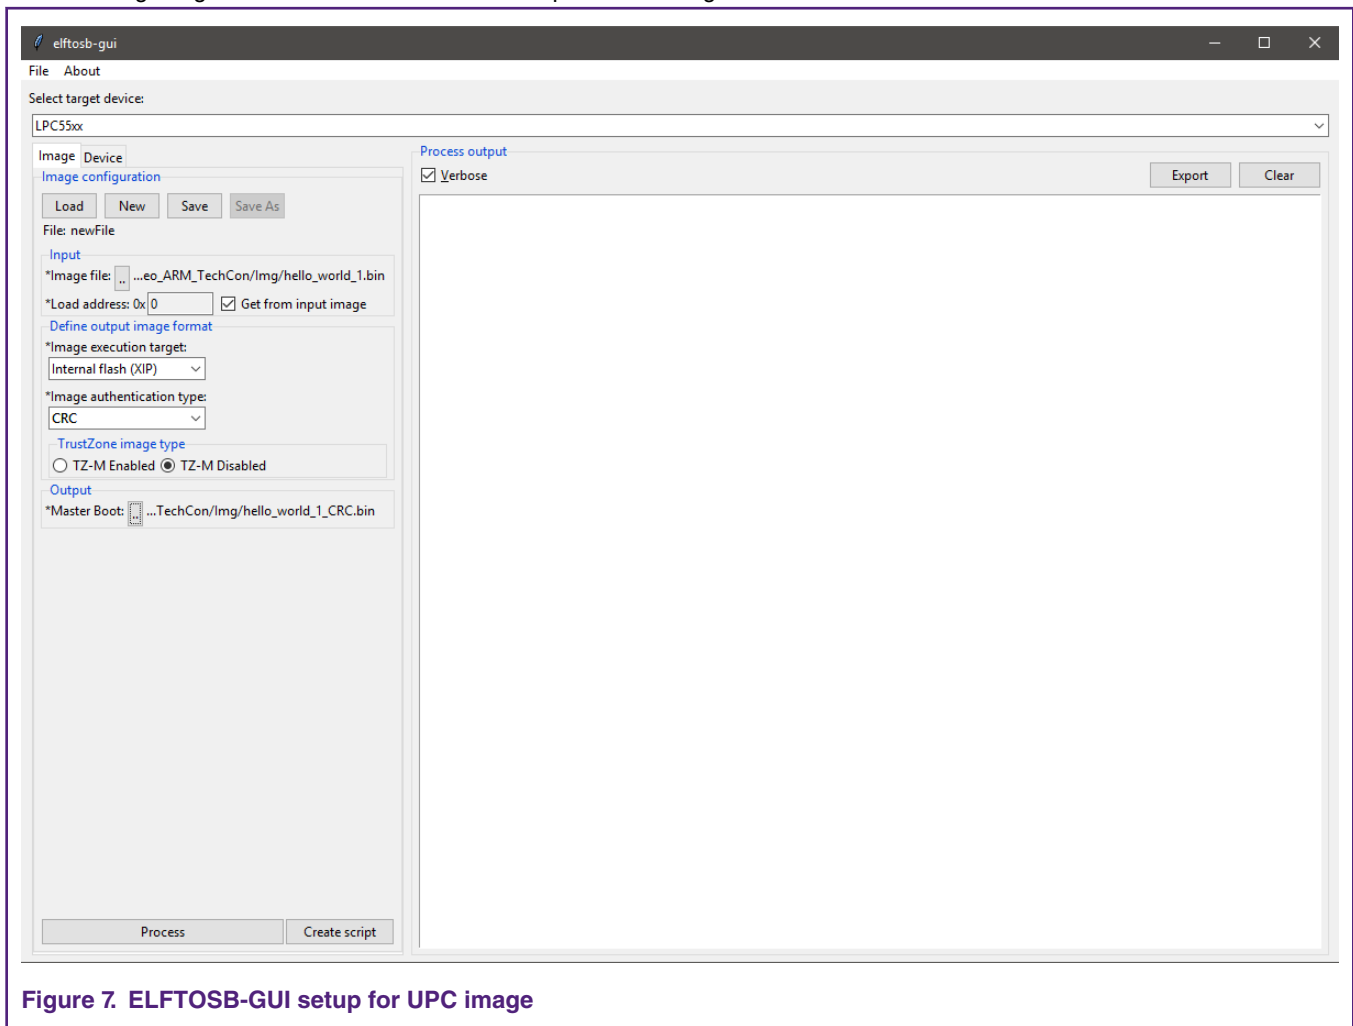 elftosb-gui
File About
Select target device:
LPC55xx
Image Device
Image configuration
Load New Save Save As
File: newFile
Input
*Image file: .. ...eo_ARM_TechCon/Img/hello_world_1.bin
*Load address: 0x 0 Get from input image
Define output image format
*Image execution target:
Internal flash (XIP)
*Image authentication type:
CRC
TrustZone image type
TZ-M Enabled TZ-M Disabled
Output
*Master Boot: .. ...TechCon/Img/hello_world_1_CRC.bin
Process Create script
Process output
Verbose Export Clear
Figure 7. ELFTOSB-GUI setup for UPC image